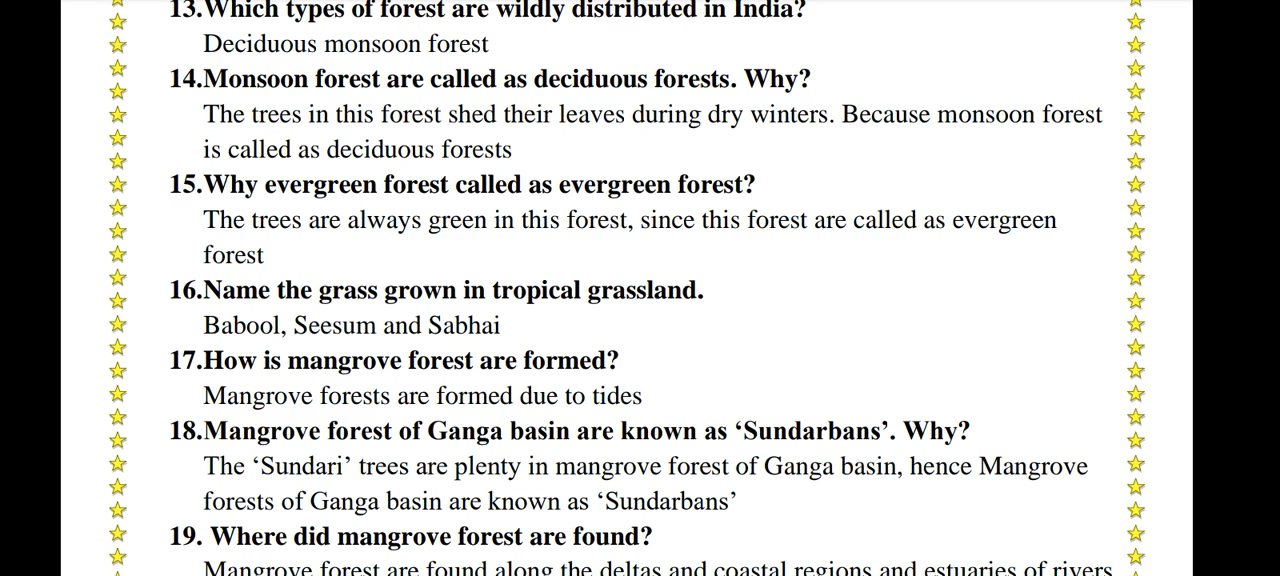 13.Which types of forest are wildly distributed in India?
Deciduous monsoon forest
14.Monsoon forest are called as deciduous forests. Why?
The trees in this forest shed their leaves during dry winters. Because monsoon forest
is called as deciduous forests
15.Why evergreen forest called as evergreen forest?
The trees are always green in this forest, since this forest are called as evergreen
forest
16.Name the grass grown in tropical grassland.
Babool, Seesum and Sabhai
17.How is mangrove forest are formed?
Mangrove forests are formed due to tides
18.Mangrove forest of Ganga basin are known as ‘Sundarbans’. Why?
The ‘Sundari’ trees are plenty in mangrove forest of Ganga basin, hence Mangrove
forests of Ganga basin are known as ‘Sundarbans’
19. Where did mangrove forest are found?
Mangrove forest are found along the deltas and coastal regions and estuaries of rivers